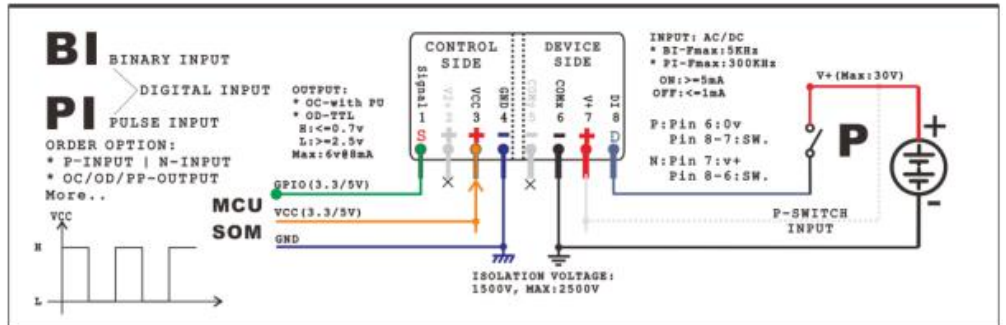 BI BINARY INPUT
DIGITAL INPUT
PI PULSE INPUT
ORDER OPTION:
* P-INPUT | N-INPUT
* OC/OD/PP-OUTPUT
More..
VCC
H
L
OUTPUT:
* OC-with PU
* OD-TTL
H:<=0.7v
L:>=2.5v
Max:6v@8mA
CONTROL SIDE
DEVICE SIDE
Signal 1
VCC 3
GND 4
COMx 6
V+ 7
DI 8
S
D
GPIO(3.3/5V)
MCU
VCC(3.3/5V)
SOM
GND
ISOLATION VOLTAGE:
1500V, MAX:2500V
INPUT: AC/DC
* BI-Fmax:5KHz
* PI-Fmax:300KHz
ON:>=5mA
OFF:<=1mA
P:Pin 6:0v
Pin 8-7:SW.
N:Pin 7:v+
Pin 8-6:SW.
V+(Max:30V)
P
P-SWITCH
INPUT